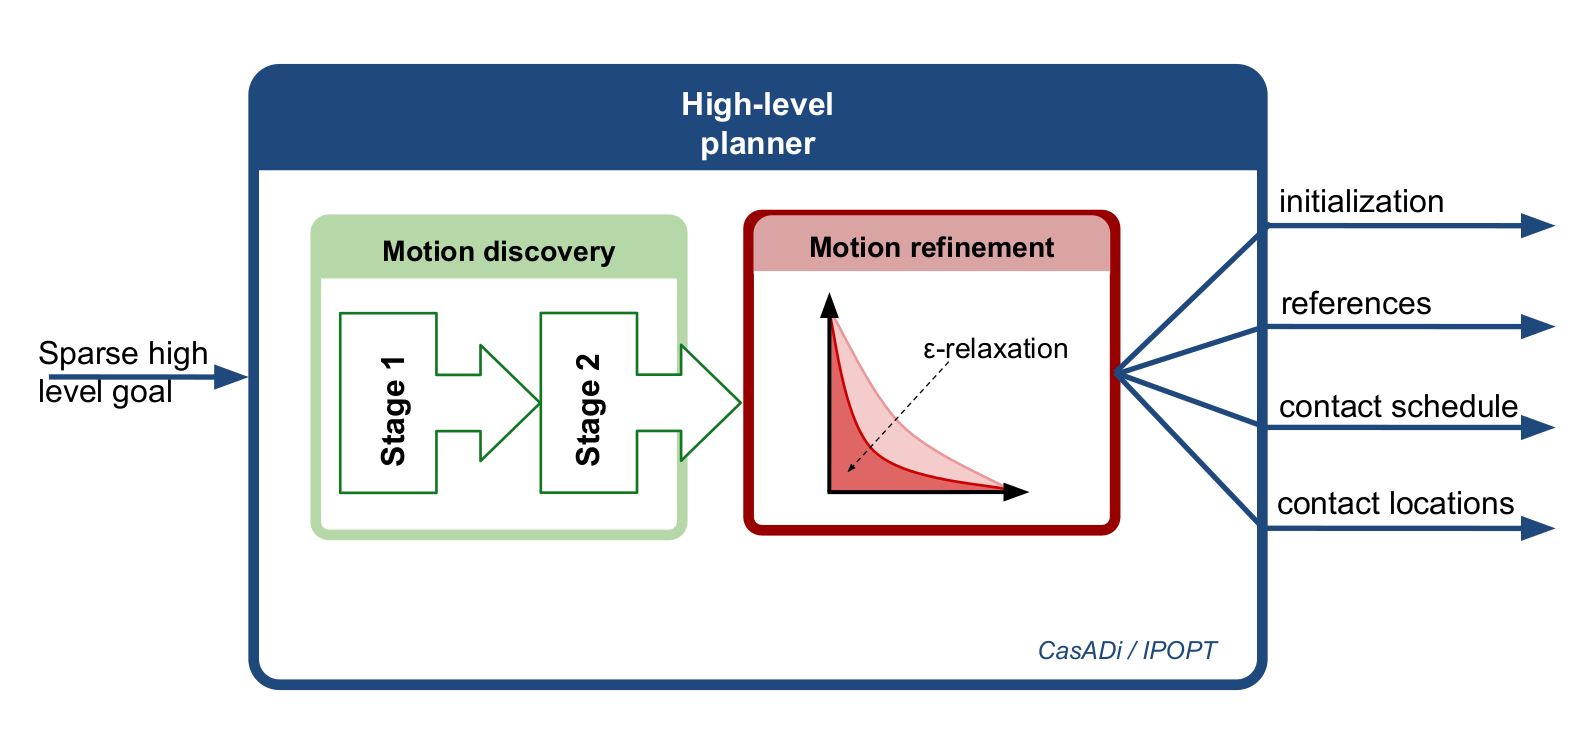 High-level
planner
Motion discovery
Motion refinement
Stage 1
Stage 2
ε-relaxation
Sparse high
level goal
initialization
references
contact schedule
contact locations
CasADi / IPOPT